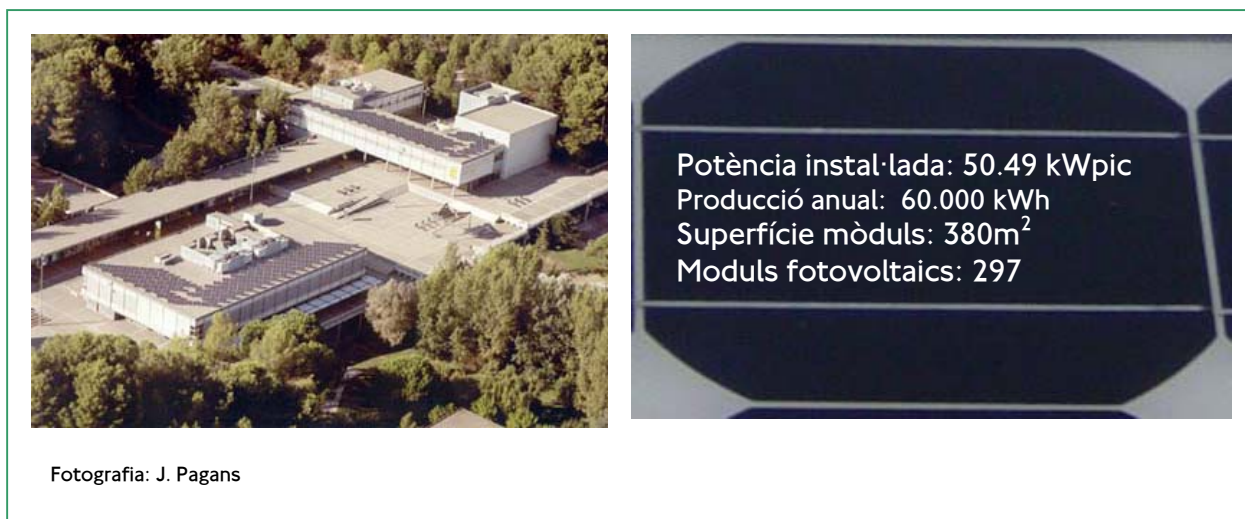 Potència instal·lada: 50.49 kWpic
Producció anual: 60.000 kWh
Superfície mòduls: 380m²
Moduls fotovoltaics: 297
Fotografia: J. Pagans